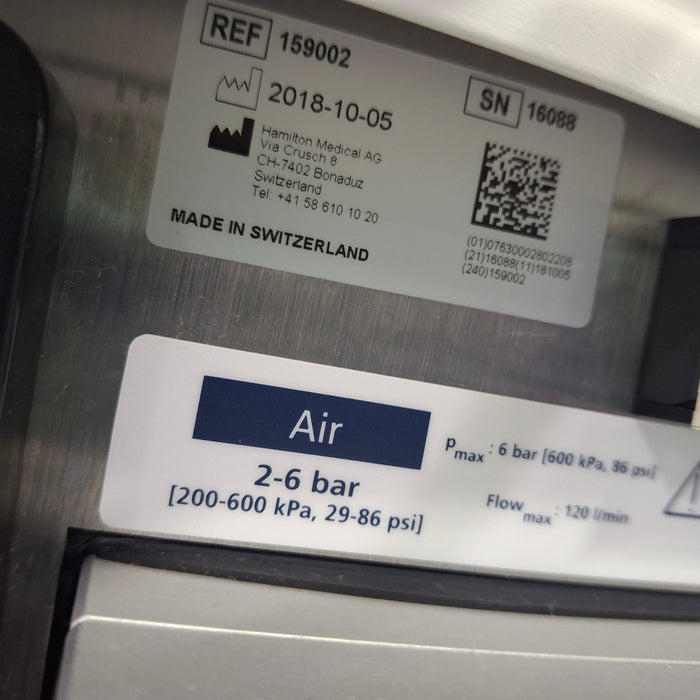 REF 159002
2018-10-05
SN 16088
Hamilton Medical AG
Via Crusch 8
CH-7402 Bonaduz
Switzerland
Tel: +41 58 610 10 20
MADE IN SWITZERLAND
(01)07630002802208
(21)16088(11)181005
(240)159002
Air
2-6 bar
[200-600 kPa, 29-86 psi]
pmax : 6 bar [600 kPa, 86 psi]
Flowmax : 120 l/min